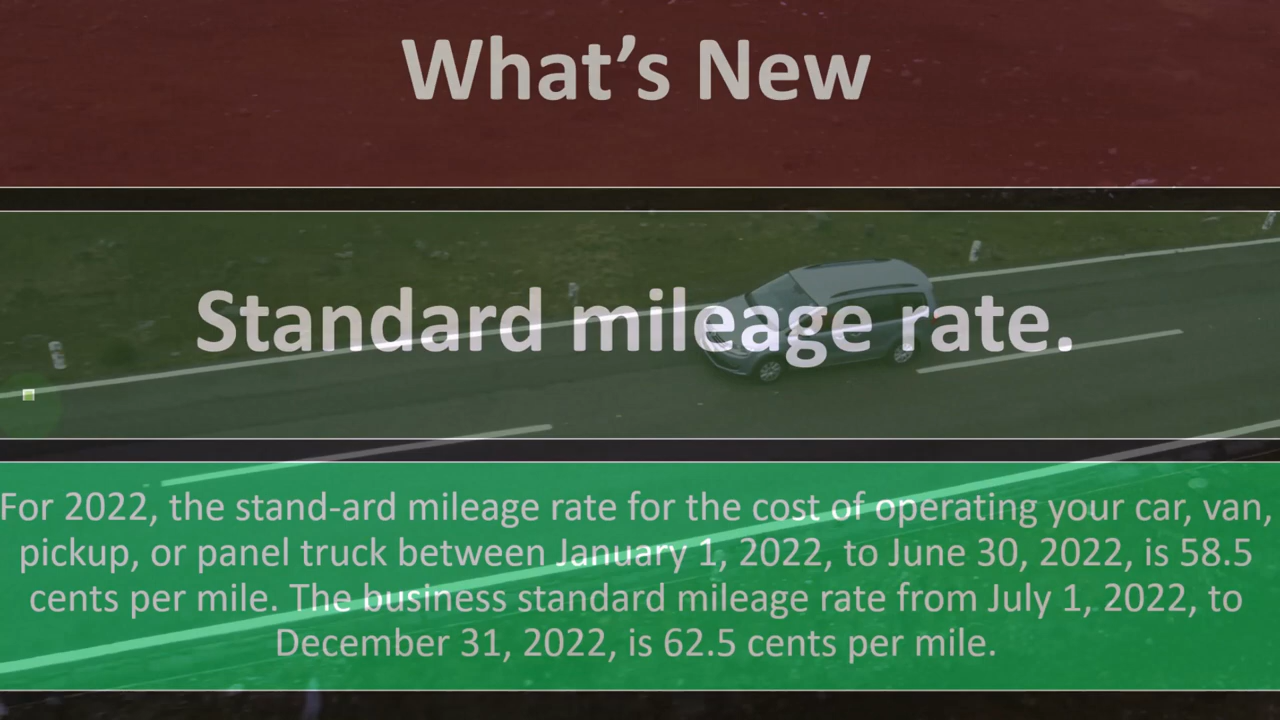 What’s New
Standard mileage rate.
For 2022, the stand-ard mileage rate for the cost of operating your car, van,
pickup, or panel truck between January 1, 2022, to June 30, 2022, is 58.5
cents per mile. The business standard mileage rate from July 1, 2022, to
December 31, 2022, is 62.5 cents per mile.